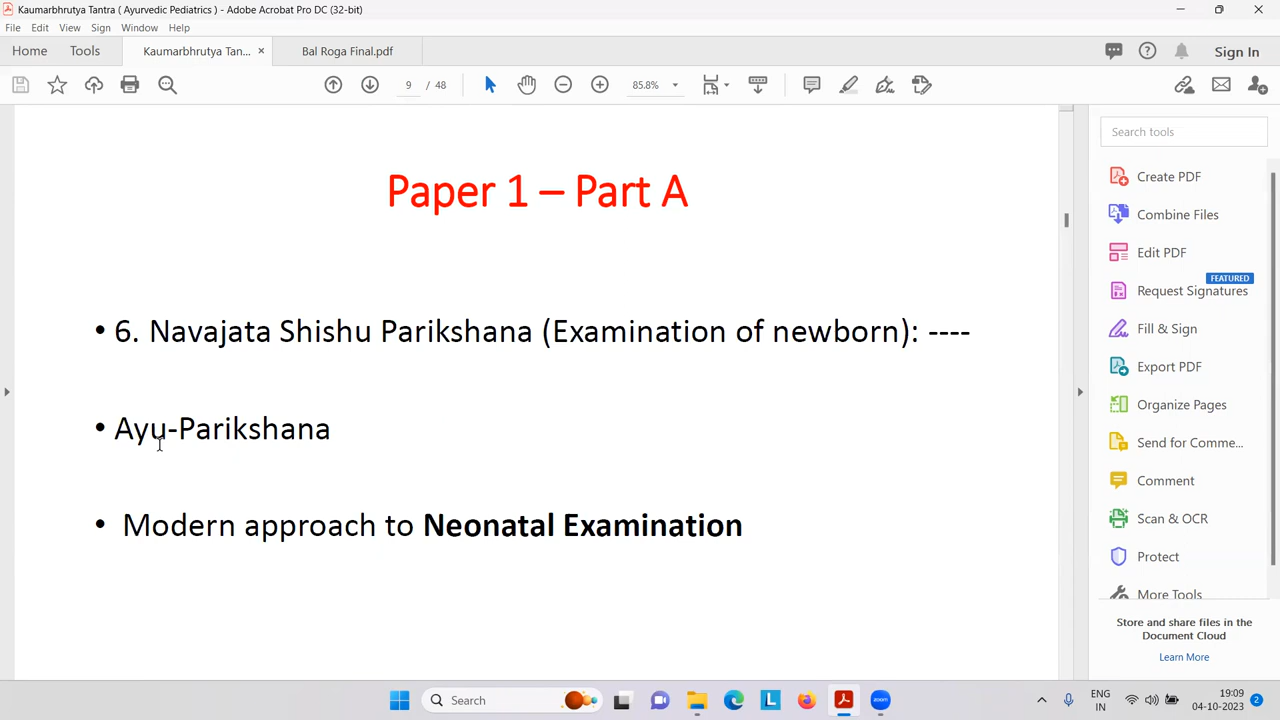 Kaumarbhrutya Tantra ( Ayurvedic Pediatrics ) - Adobe Acrobat Pro DC (32-bit)
File Edit View Sign Window Help
Home Tools Kaumarbhrutya Tan... × Bal Roga Final.pdf Sign In
9 / 48 85.8%
Paper 1 – Part A
• 6. Navajata Shishu Parikshana (Examination of newborn): ----
• Ayu-Parikshana
• Modern approach to Neonatal Examination
Search tools
Create PDF
Combine Files
Edit PDF
FEATURED
Request Signatures
Fill & Sign
Export PDF
Organize Pages
Send for Comme...
Comment
Scan & OCR
Protect
More Tools
Store and share files in the
Document Cloud
Learn More
Search
ENG
IN
19:09
04-10-2023
2